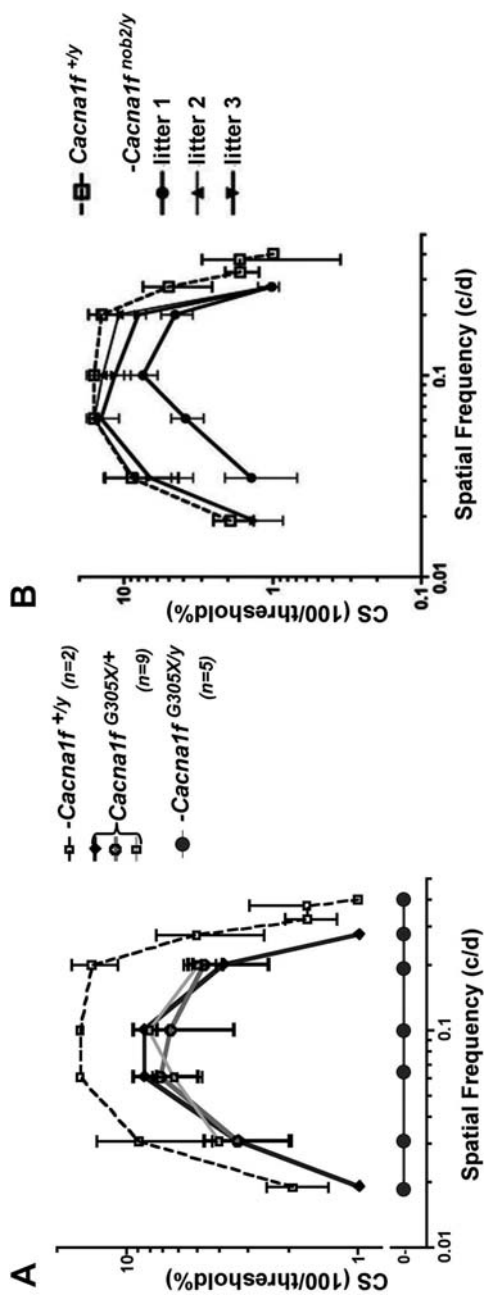 A
-Cacna1f +/y (n=2)
Cacna1f G305X/+
(n=9)
-Cacna1f G305X/y
(n=5)
CS (100/threshold%)
10
1
0
0.01
0.1
Spatial Frequency (c/d)
B
Cacna1f +/y
-Cacna1f nob2/y
litter 1
litter 2
litter 3
CS (100/threshold%)
10
1
0.1
0.01
0.1
Spatial Frequency (c/d)